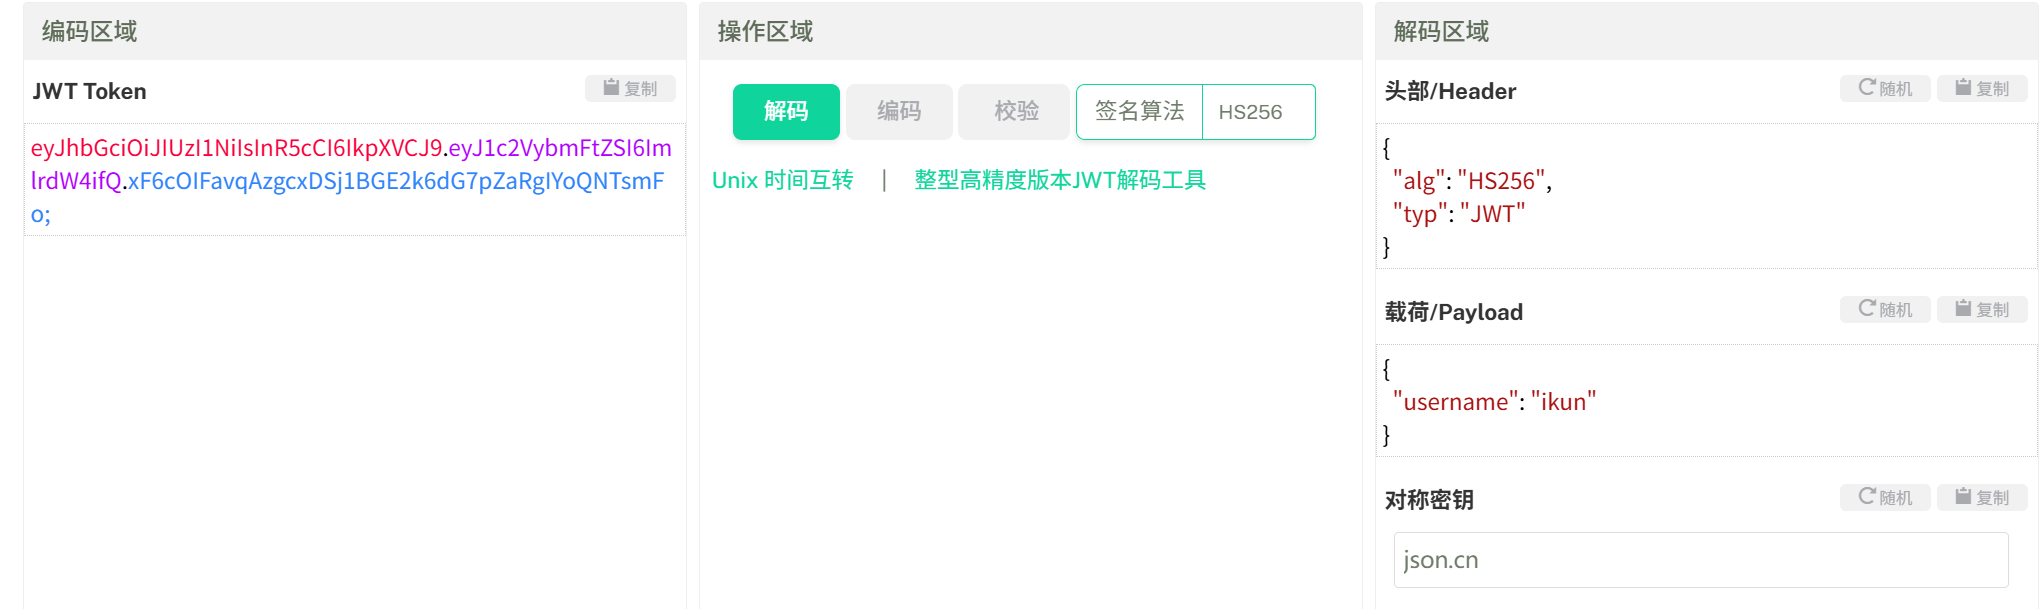 编码区域
JWT Token
复制
eyJhbGciOiJIUzI1NiIsInR5cCI6IkpXVCJ9.eyJ1c2VybmFtZSI6Im
lrdW4ifQ.xF6cOIFavqAzgcxDSj1BGE2k6dG7pZaRgIYoQNTsmF
o;
操作区域
解码
编码
校验
签名算法
HS256
Unix 时间互转 | 整型高精度版本JWT解码工具
解码区域
头部/Header
随机
复制
{
"alg": "HS256",
"typ": "JWT"
}
载荷/Payload
随机
复制
{
"username": "ikun"
}
对称密钥
随机
复制
json.cn